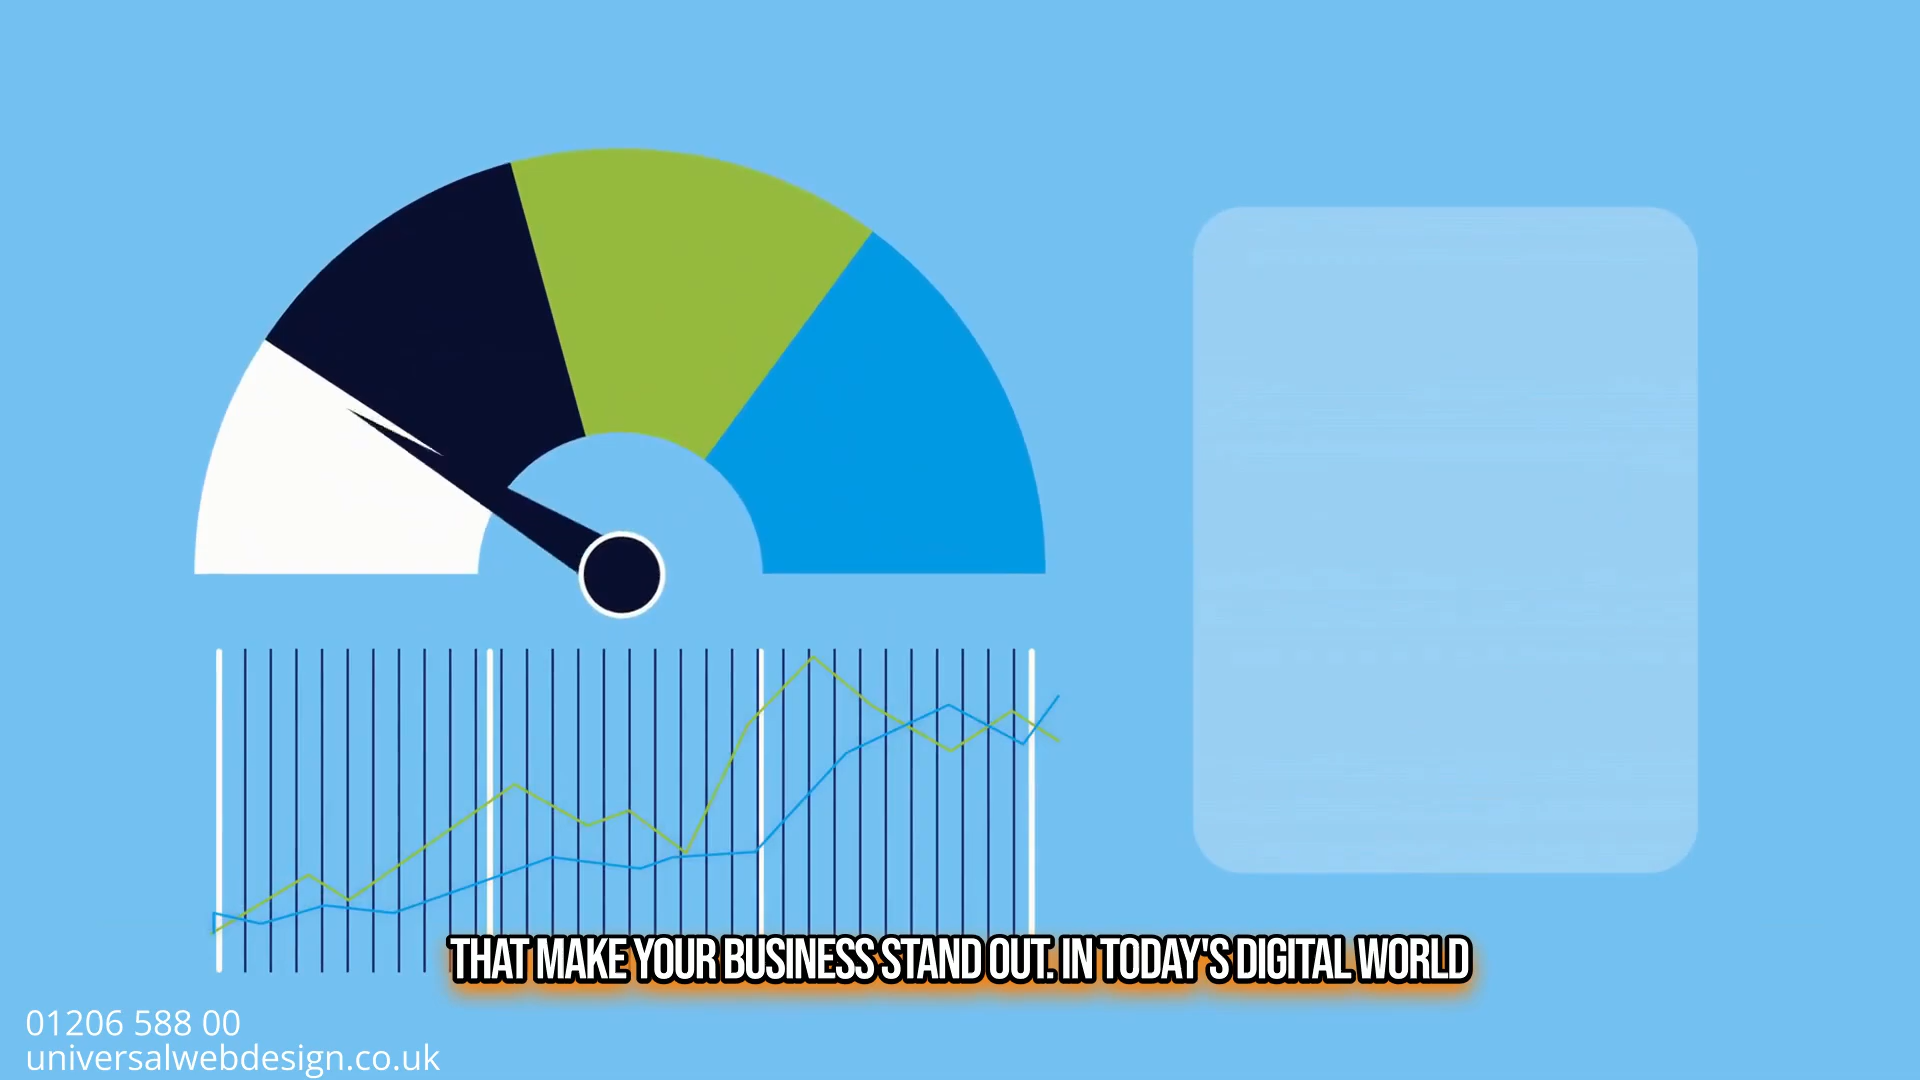 THAT MAKE YOUR BUSINESS STAND OUT. IN TODAY'S DIGITAL WORLD
01206 588 00
universalwebdesign.co.uk